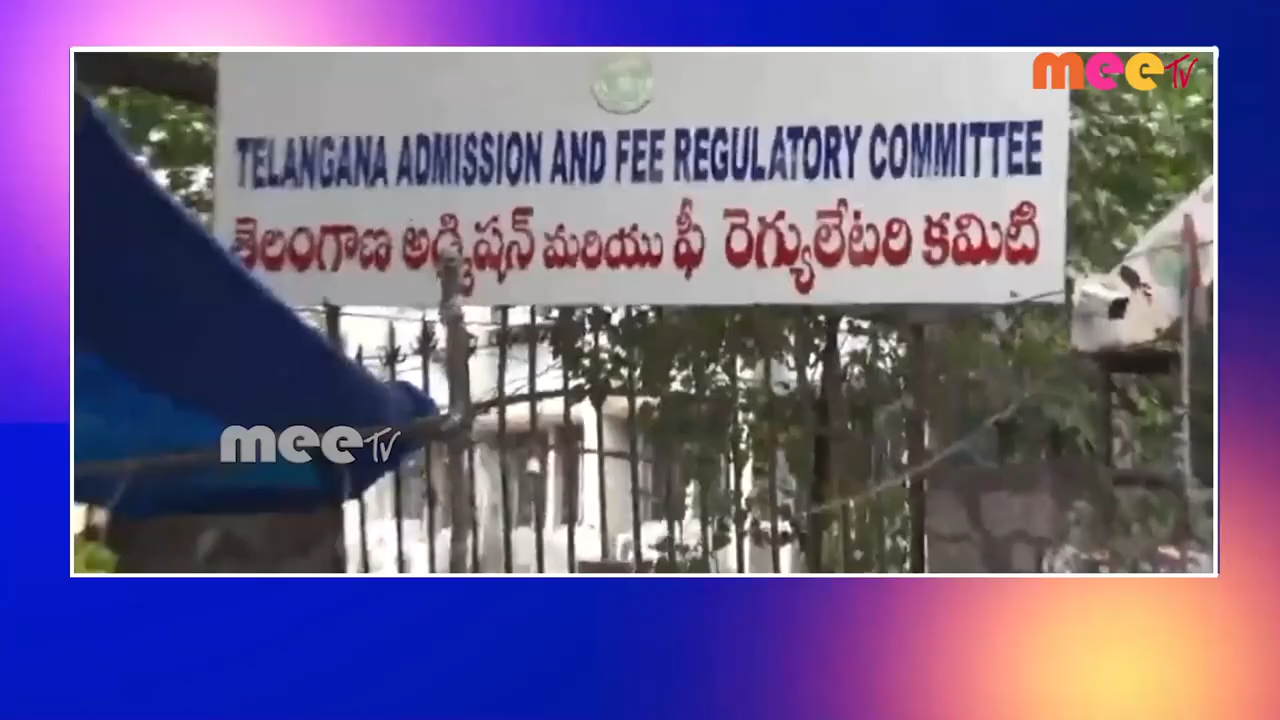 meeTV
TELANGANA ADMISSION AND FEE REGULATORY COMMITTEE
తెలంగాణ అడ్మిషన్ మరియు ఫీ రెగ్యులేటరి కమిటి
meeTV